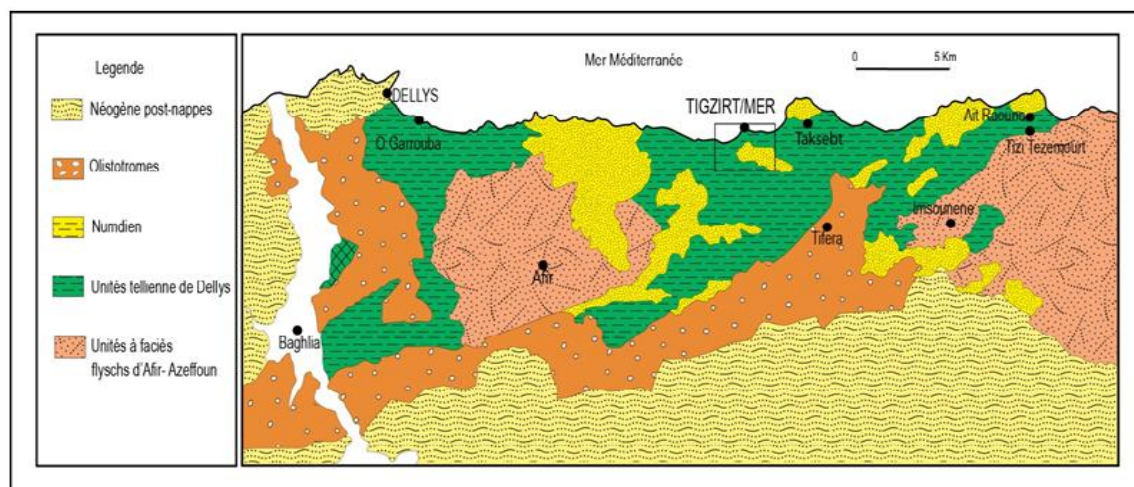 Legende
Néogène post-nappes
Olistotromes
Numdien
Unités tellienne de Dellys
Unités à faciès
flyschs d'Afir- Azeffoun
Mer Méditerranée
0 5 Km
DELLYS
O.Garrouba
TIGZIRT/MER
Taksebt
Ait Raouna
Tizi Tezemourt
Imsounene
Tifera
Afir
Baghlia